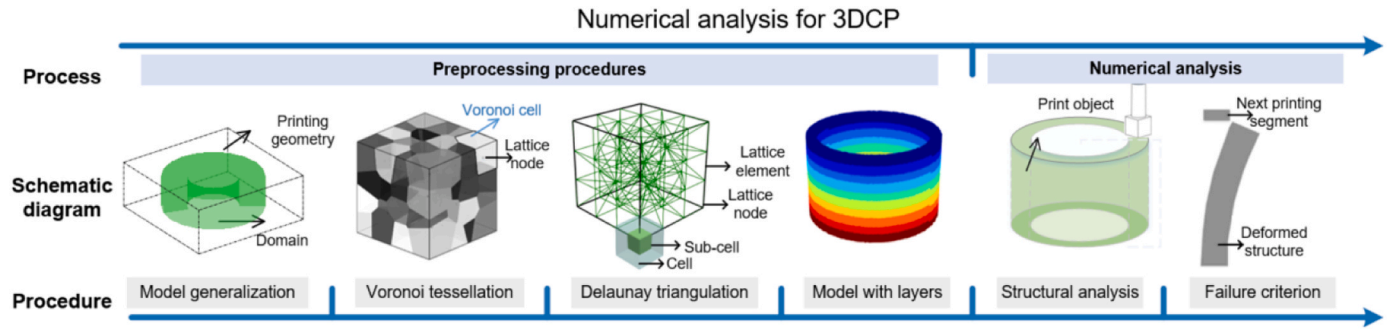 Numerical analysis for 3DCP
Process
Preprocessing procedures
Numerical analysis
Schematic
diagram
Printing
geometry
Domain
Voronoi cell
Lattice
node
Lattice
element
Lattice
node
Sub-cell
Cell
Print object
Next printing
segment
Deformed
structure
Procedure
Model generalization
Voronoi tessellation
Delaunay triangulation
Model with layers
Structural analysis
Failure criterion